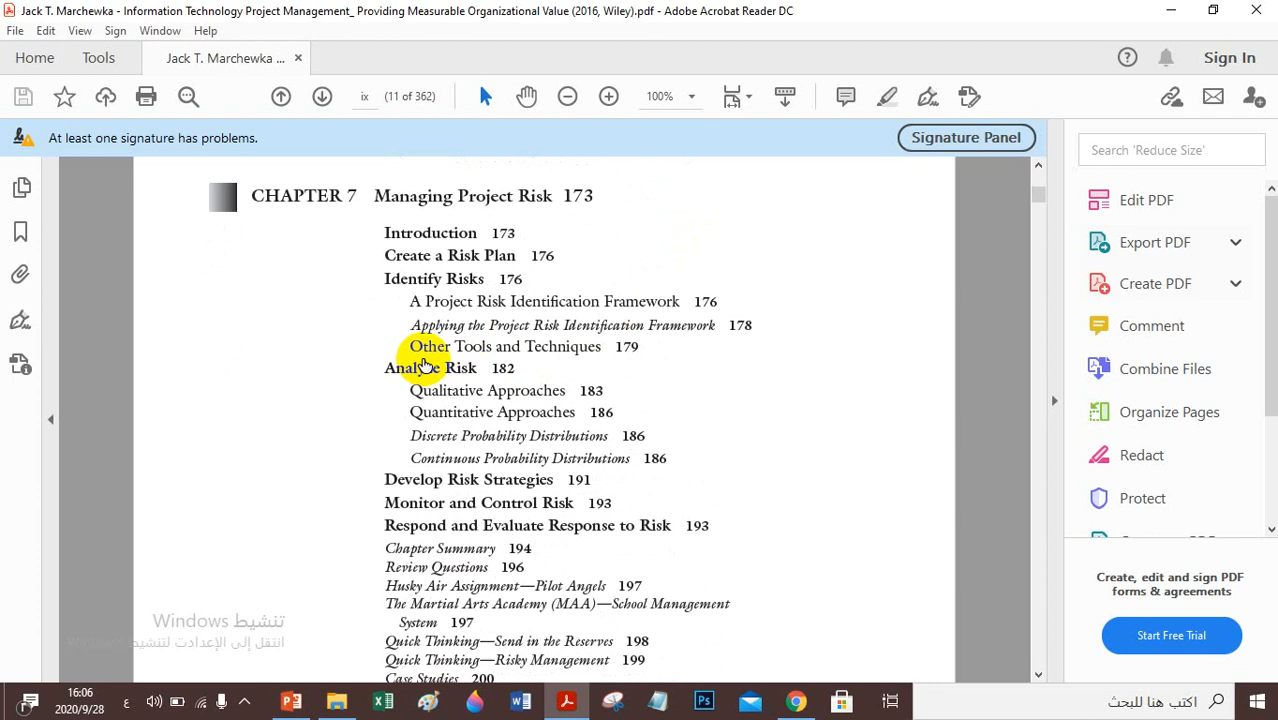 Jack T. Marchewka - Information Technology Project Management_ Providing Measurable Organizational Value (2016, Wiley).pdf - Adobe Acrobat Reader DC
File Edit View Sign Window Help
Home Tools Jack T. Marchewka ... Sign In
ix (11 of 362) 100%
At least one signature has problems. Signature Panel
CHAPTER 7 Managing Project Risk 173
Introduction 173
Create a Risk Plan 176
Identify Risks 176
A Project Risk Identification Framework 176
Applying the Project Risk Identification Framework 178
Other Tools and Techniques 179
Analyze Risk 182
Qualitative Approaches 183
Quantitative Approaches 186
Discrete Probability Distributions 186
Continuous Probability Distributions 186
Develop Risk Strategies 191
Monitor and Control Risk 193
Respond and Evaluate Response to Risk 193
Chapter Summary 194
Review Questions 196
Husky Air Assignment—Pilot Angels 197
The Martial Arts Academy (MAA)—School Management
System 197
Quick Thinking—Send in the Reserves 198
Quick Thinking—Risky Management 199
Case Studies 200
Search 'Reduce Size'
Edit PDF
Export PDF
Create PDF
Comment
Combine Files
Organize Pages
Redact
Protect
Create, edit and sign PDF
forms & agreements
Start Free Trial
تنشيط Windows
انتقل إلى الإعدادات لتنشيط Windows
16:06
2020/9/28
ع
اكتب هنا للبحث